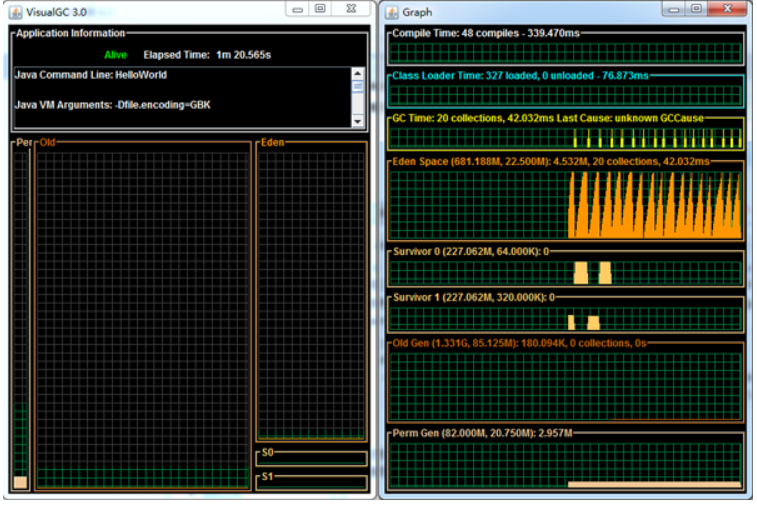 VisualGC 3.0
Application Information
Alive Elapsed Time: 1m 20.565s
Java Command Line: HelloWorld
Java VM Arguments: -Dfile.encoding=GBK
Per
Old
Eden
S0
S1
Graph
Compile Time: 48 compiles - 339.470ms
Class Loader Time: 327 loaded, 0 unloaded - 76.873ms
GC Time: 20 collections, 42.032ms Last Cause: unknown GCCause
Eden Space (681.188M, 22.500M): 4.532M, 20 collections, 42.032ms
Survivor 0 (227.062M, 64.000K): 0
Survivor 1 (227.062M, 320.000K): 0
Old Gen (1.331G, 85.125M): 180.094K, 0 collections, 0s
Perm Gen (82.000M, 20.750M): 2.957M